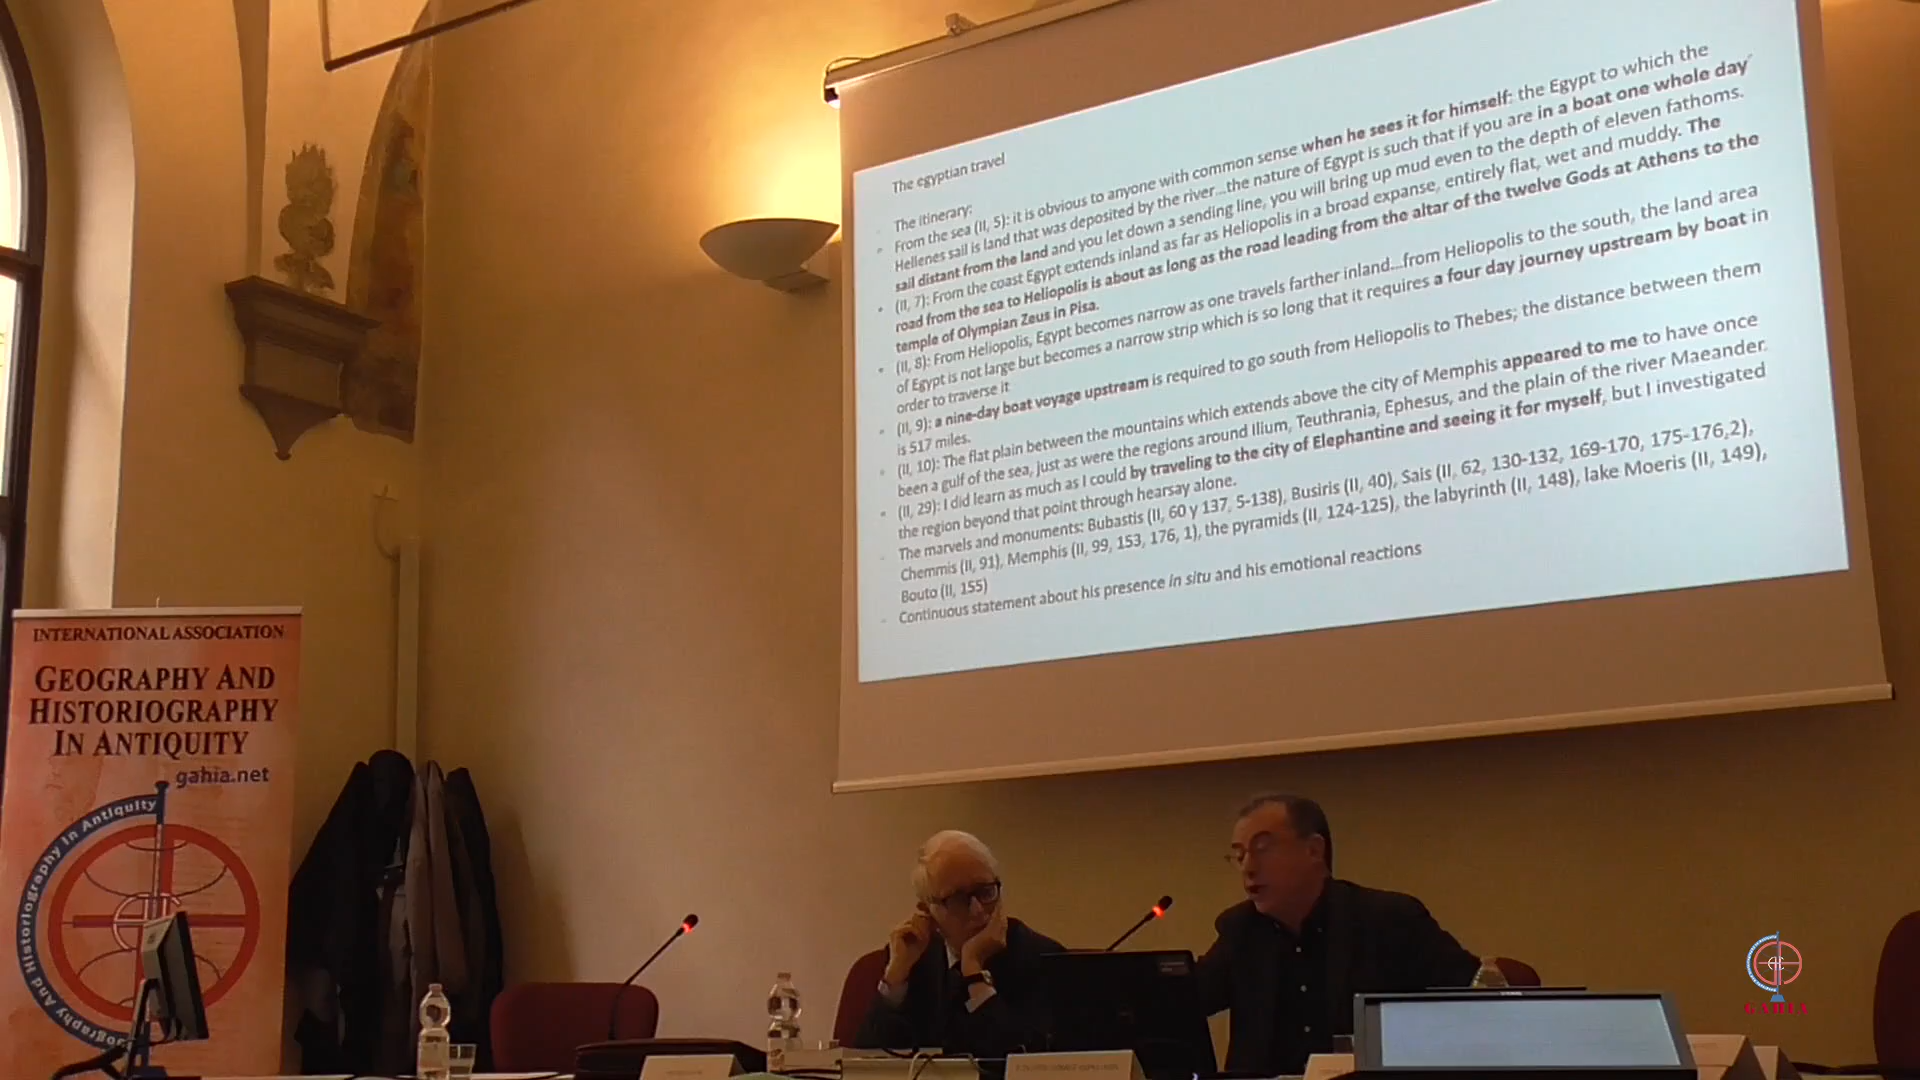 The egyptian travel
The itinerary:
From the sea (II, 5): it is obvious to anyone with common sense when he sees it for himself: the Egypt to which the
Hellenes sail is land that was deposited by the river...the nature of Egypt is such that if you are in a boat one whole day
sail distant from the land and you let down a sending line, you will bring up mud even to the depth of eleven fathoms.
(II, 7): From the coast Egypt extends inland as far as Heliopolis in a broad expanse, entirely flat, wet and muddy. The
road from the sea to Heliopolis is about as long as the road leading from the altar of the twelve Gods at Athens to the
temple of Olympian Zeus in Pisa.
(II, 8): From Heliopolis, Egypt becomes narrow as one travels farther inland...from Heliopolis to the south, the land area
of Egypt is not large but becomes a narrow strip which is so long that it requires a four day journey upstream by boat in
order to traverse it
(II, 9): a nine-day boat voyage upstream is required to go south from Heliopolis to Thebes; the distance between them
is 517 miles.
(II, 10): The flat plain between the mountains which extends above the city of Memphis appeared to me to have once
been a gulf of the sea, just as were the regions around Ilium, Teuthrania, Ephesus, and the plain of the river Maeander.
(II, 29): I did learn as much as I could by traveling to the city of Elephantine and seeing it for myself, but I investigated
the region beyond that point through hearsay alone.
The marvels and monuments: Bubastis (II, 60 y 137, 5-138), Busiris (II, 40), Sais (II, 62, 130-132, 169-170, 175-176,2),
Chemmis (II, 91), Memphis (II, 99, 153, 176, 1), the pyramids (II, 124-125), the labyrinth (II, 148), lake Moeris (II, 149),
Bouto (II, 155)
Continuous statement about his presence in situ and his emotional reactions
INTERNATIONAL ASSOCIATION
GEOGRAPHY AND
HISTORIOGRAPHY
IN ANTIQUITY
gahia.net
Geography And Historiography In Antiquity
GAHIA